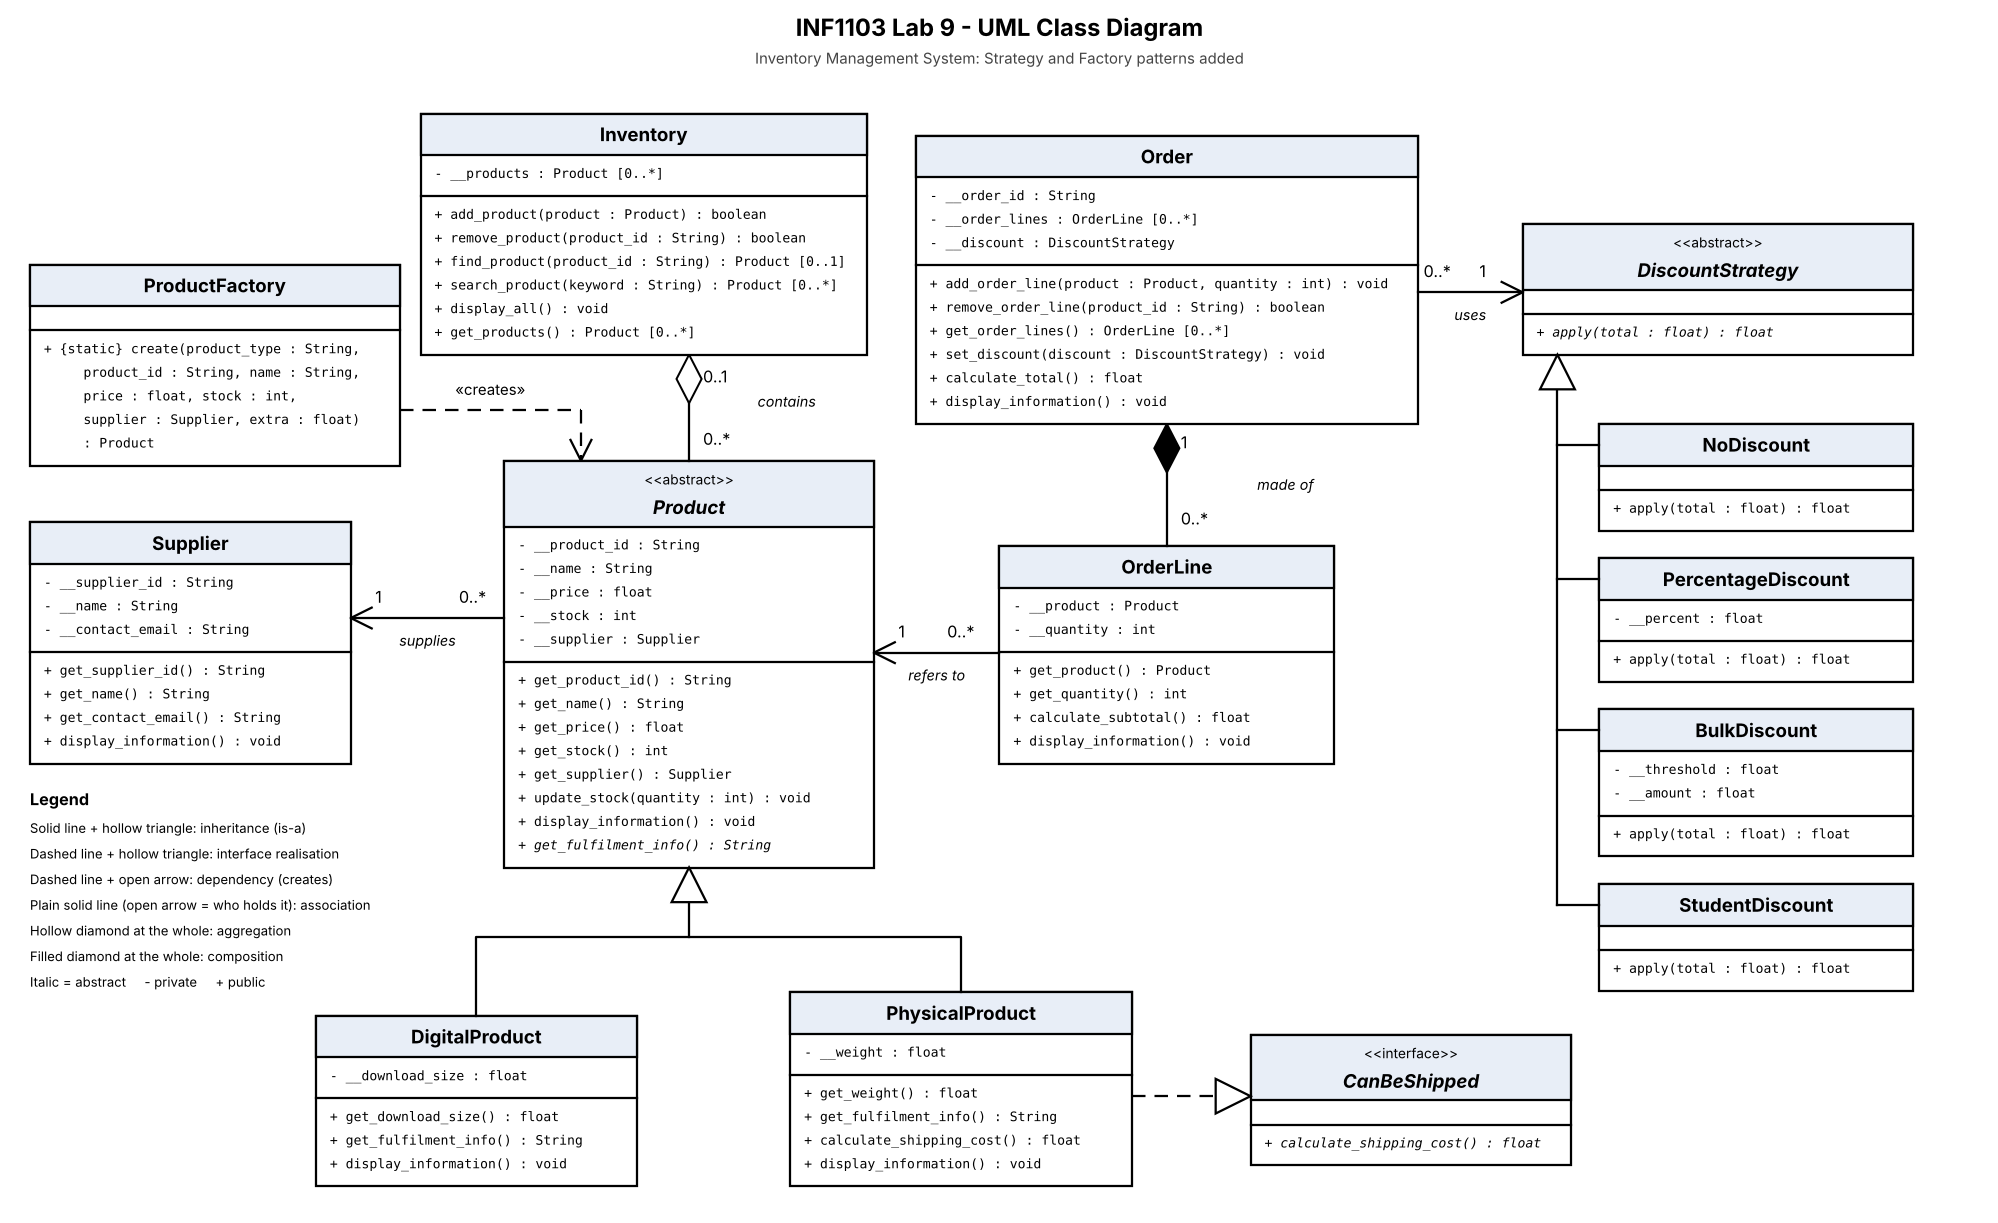 INF1103 Lab 9 - UML Class Diagram
Inventory Management System: Strategy and Factory patterns added
Inventory
- __products : Product [0..*]
+ add_product(product : Product) : boolean
+ remove_product(product_id : String) : boolean
+ find_product(product_id : String) : Product [0..1]
+ search_product(keyword : String) : Product [0..*]
+ display_all() : void
+ get_products() : Product [0..*]
Order
- __order_id : String
- __order_lines : OrderLine [0..*]
- __discount : DiscountStrategy
+ add_order_line(product : Product, quantity : int) : void
+ remove_order_line(product_id : String) : boolean
+ get_order_lines() : OrderLine [0..*]
+ set_discount(discount : DiscountStrategy) : void
+ calculate_total() : float
+ display_information() : void
0..* 1
uses
<<abstract>>
DiscountStrategy
+ apply(total : float) : float
ProductFactory
+ {static} create(product_type : String,
product_id : String, name : String,
price : float, stock : int,
supplier : Supplier, extra : float)
: Product
«creates»
0..1
contains
0..*
1
made of
0..*
NoDiscount
+ apply(total : float) : float
<<abstract>>
Product
- __product_id : String
- __name : String
- __price : float
- __stock : int
- __supplier : Supplier
+ get_product_id() : String
+ get_name() : String
+ get_price() : float
+ get_stock() : int
+ get_supplier() : Supplier
+ update_stock(quantity : int) : void
+ display_information() : void
+ get_fulfilment_info() : String
Supplier
- __supplier_id : String
- __name : String
- __contact_email : String
+ get_supplier_id() : String
+ get_name() : String
+ get_contact_email() : String
+ display_information() : void
1 0..*
supplies
OrderLine
- __product : Product
- __quantity : int
+ get_product() : Product
+ get_quantity() : int
+ calculate_subtotal() : float
+ display_information() : void
1 0..*
refers to
PercentageDiscount
- __percent : float
+ apply(total : float) : float
BulkDiscount
- __threshold : float
- __amount : float
+ apply(total : float) : float
StudentDiscount
+ apply(total : float) : float
Legend
Solid line + hollow triangle: inheritance (is-a)
Dashed line + hollow triangle: interface realisation
Dashed line + open arrow: dependency (creates)
Plain solid line (open arrow = who holds it): association
Hollow diamond at the whole: aggregation
Filled diamond at the whole: composition
Italic = abstract - private + public
DigitalProduct
- __download_size : float
+ get_download_size() : float
+ get_fulfilment_info() : String
+ display_information() : void
PhysicalProduct
- __weight : float
+ get_weight() : float
+ get_fulfilment_info() : String
+ calculate_shipping_cost() : float
+ display_information() : void
<<interface>>
CanBeShipped
+ calculate_shipping_cost() : float